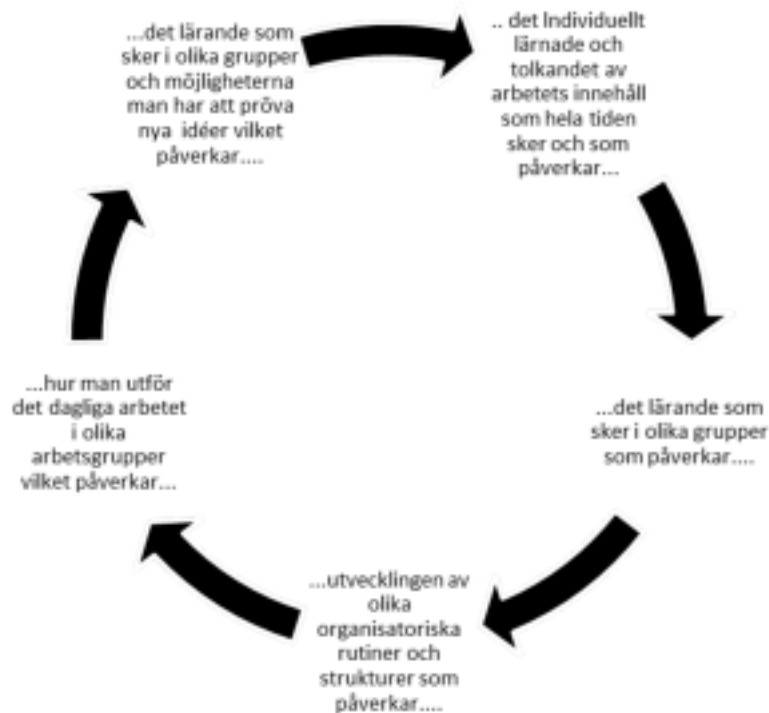 ...det lärande som
sker i olika grupper
och möjligheterna
man har att pröva
nya idéer vilket
påverkar....
.. det Individuellt
lärnade och
tolkandet av
arbetets innehåll
som hela tiden
sker och som
påverkar...
...det lärande som
sker i olika grupper
som påverkar....
...utvecklingen av
olika
organisatoriska
rutiner och
strukturer som
påverkar....
...hur man utför
det dagliga arbetet
i olika
arbetsgrupper
vilket påverkar...